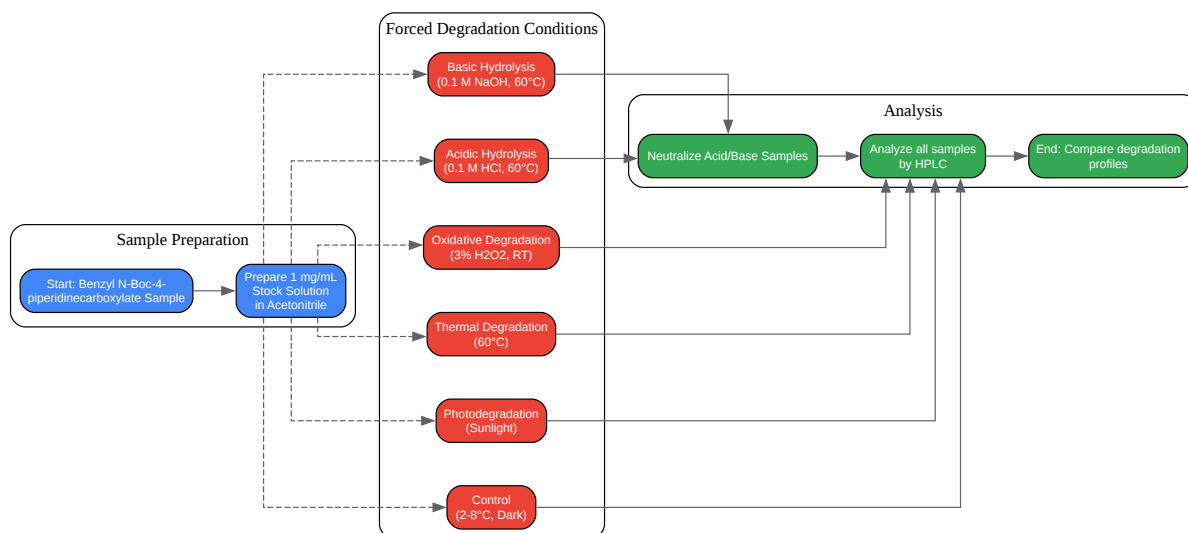 Sample Preparation
Start: Benzyl N-Boc-4-
piperidinecarboxylate Sample
Prepare 1 mg/mL
Stock Solution
in Acetonitrile
Forced Degradation Conditions
Basic Hydrolysis
(0.1 M NaOH, 60°C)
Acidic Hydrolysis
(0.1 M HCl, 60°C)
Oxidative Degradation
(3% H2O2, RT)
Thermal Degradation
(60°C)
Photodegradation
(Sunlight)
Control
(2-8°C, Dark)
Analysis
Neutralize Acid/Base Samples
Analyze all samples
by HPLC
End: Compare degradation
profiles